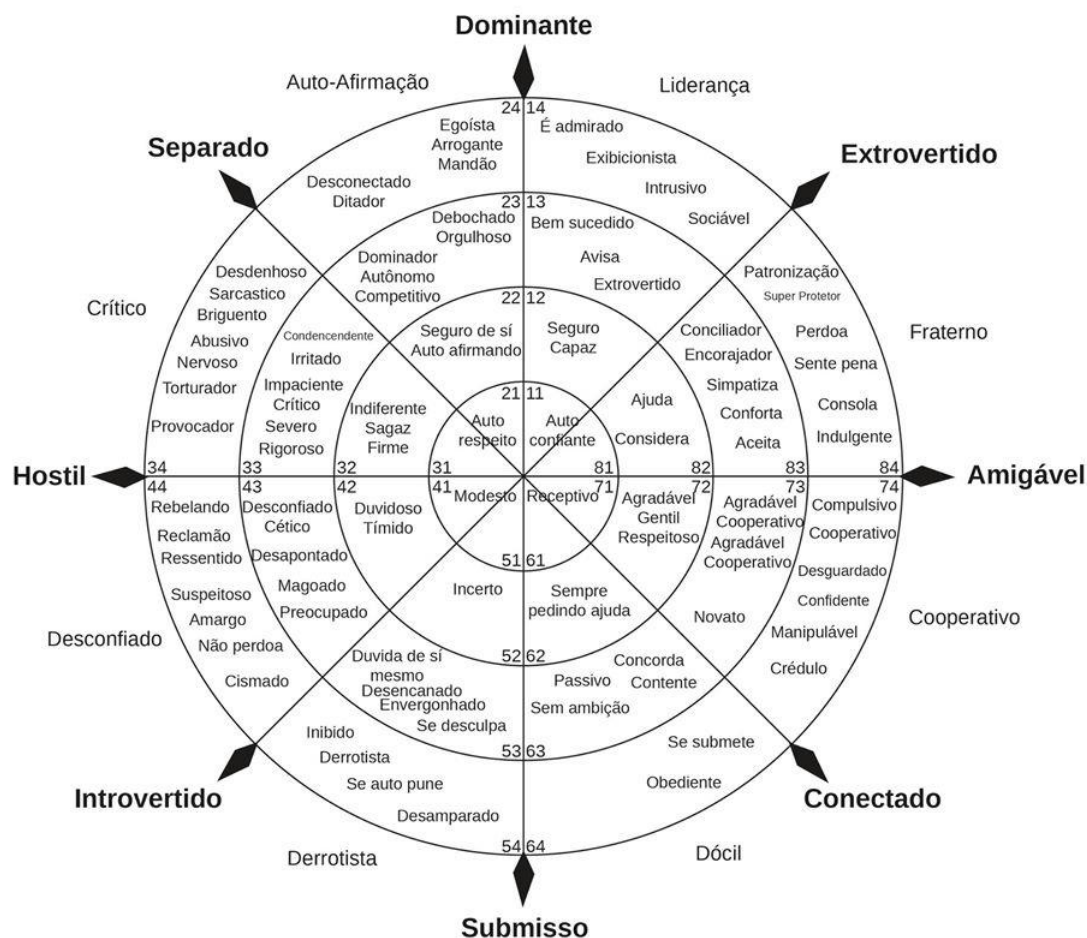 Dominante
Auto-Afirmação
Liderança
Separado
Extrovertido
24 14
Egoísta
Arrogante
Mandão
É admirado
Exibicionista
Intrusivo
Sociável
Desconectado
Ditador
23 13
Debochado
Orgulhoso
Bem sucedido
Avisa
Extrovertido
Dominador
Autônomo
Competitivo
22 12
Seguro de sí
Auto afirmando
Seguro
Capaz
21 11
Auto
respeito
Auto
confiante
Crítico
Desdenhoso
Sarcastico
Briguento
Abusivo
Nervoso
Torturador
Provocador
Condencendente
Irritado
Impaciente
Crítico
Severo
Rigoroso
Indiferente
Sagaz
Firme
Ajuda
Considera
Conciliador
Encorajador
Simpatiza
Conforta
Aceita
Patronização
Super Protetor
Perdoa
Sente pena
Consola
Indulgente
Fraterno
Hostil
34 33 32 31 81 82 83 84
Amigável
44 43 42 41 71 72 73 74
Rebelando
Reclamão
Ressentido
Suspeitoso
Amargo
Não perdoa
Cismado
Desconfiado
Cético
Desapontado
Magoado
Preocupado
Duvidoso
Tímido
Modesto
Receptivo
Agradável
Gentil
Respeitoso
Agradável
Cooperativo
Agradável
Cooperativo
Novato
Compulsivo
Cooperativo
Desguardado
Confidente
Manipulável
Crédulo
Desconfiado
Cooperativo
51 61
Incerto
Sempre
pedindo ajuda
52 62
Duvida de sí
mesmo
Desencanado
Envergonhado
Se desculpa
Concorda
Passivo
Contente
Sem ambição
53 63
Inibido
Derrotista
Se auto pune
Desamparado
Se submete
Obediente
54 64
Introvertido
Conectado
Derrotista
Dócil
Submisso